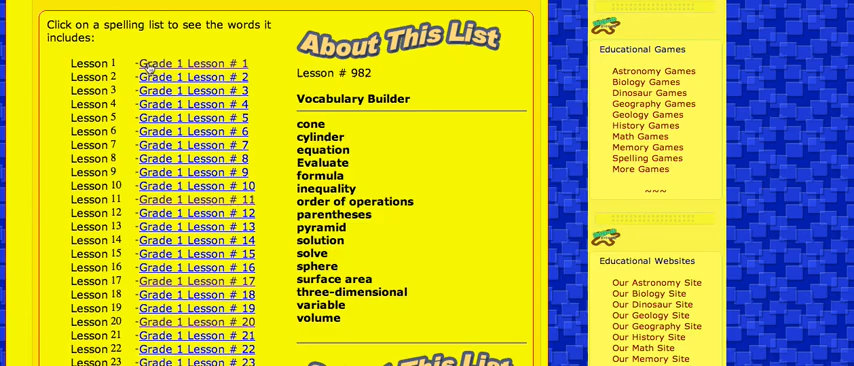 Click on a spelling list to see the words it
includes:
Lesson 1 -Grade 1 Lesson # 1
Lesson 2 -Grade 1 Lesson # 2
Lesson 3 -Grade 1 Lesson # 3
Lesson 4 -Grade 1 Lesson # 4
Lesson 5 -Grade 1 Lesson # 5
Lesson 6 -Grade 1 Lesson # 6
Lesson 7 -Grade 1 Lesson # 7
Lesson 8 -Grade 1 Lesson # 8
Lesson 9 -Grade 1 Lesson # 9
Lesson 10 -Grade 1 Lesson # 10
Lesson 11 -Grade 1 Lesson # 11
Lesson 12 -Grade 1 Lesson # 12
Lesson 13 -Grade 1 Lesson # 13
Lesson 14 -Grade 1 Lesson # 14
Lesson 15 -Grade 1 Lesson # 15
Lesson 16 -Grade 1 Lesson # 16
Lesson 17 -Grade 1 Lesson # 17
Lesson 18 -Grade 1 Lesson # 18
Lesson 19 -Grade 1 Lesson # 19
Lesson 20 -Grade 1 Lesson # 20
Lesson 21 -Grade 1 Lesson # 21
Lesson 22 -Grade 1 Lesson # 22
Lesson 23 -Grade 1 Lesson # 23
About This List
Lesson # 982
Vocabulary Builder
cone
cylinder
equation
Evaluate
formula
inequality
order of operations
parentheses
pyramid
solution
solve
sphere
surface area
three-dimensional
variable
volume
About This List
Educational Games
Astronomy Games
Biology Games
Dinosaur Games
Geography Games
Geology Games
History Games
Math Games
Memory Games
Spelling Games
More Games
~~~
Educational Websites
Our Astronomy Site
Our Biology Site
Our Dinosaur Site
Our Geology Site
Our Geography Site
Our History Site
Our Math Site
Our Memory Site